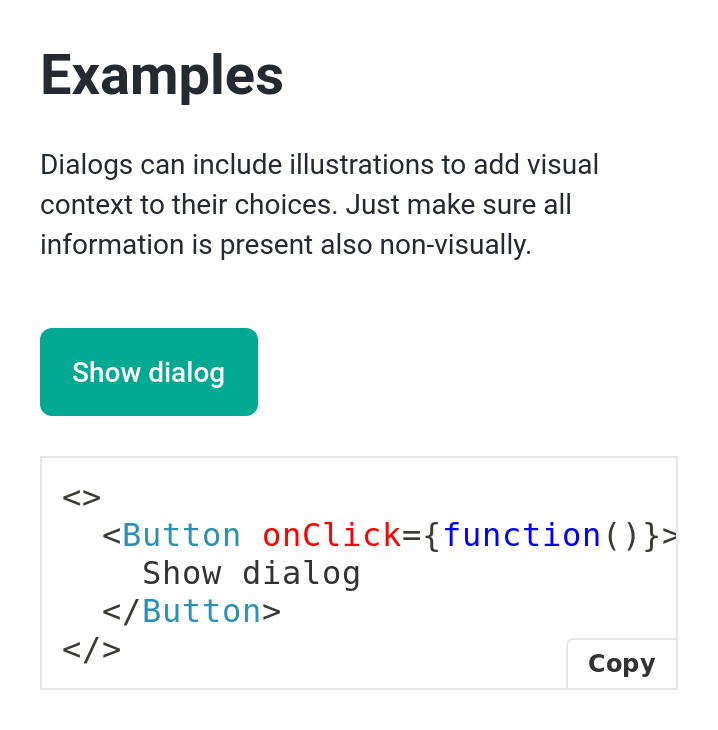 Examples
Dialogs can include illustrations to add visual
context to their choices. Just make sure all
information is present also non-visually.
Show dialog
<>
  <Button onClick={function()}>
    Show dialog
  </Button>
</>
Copy